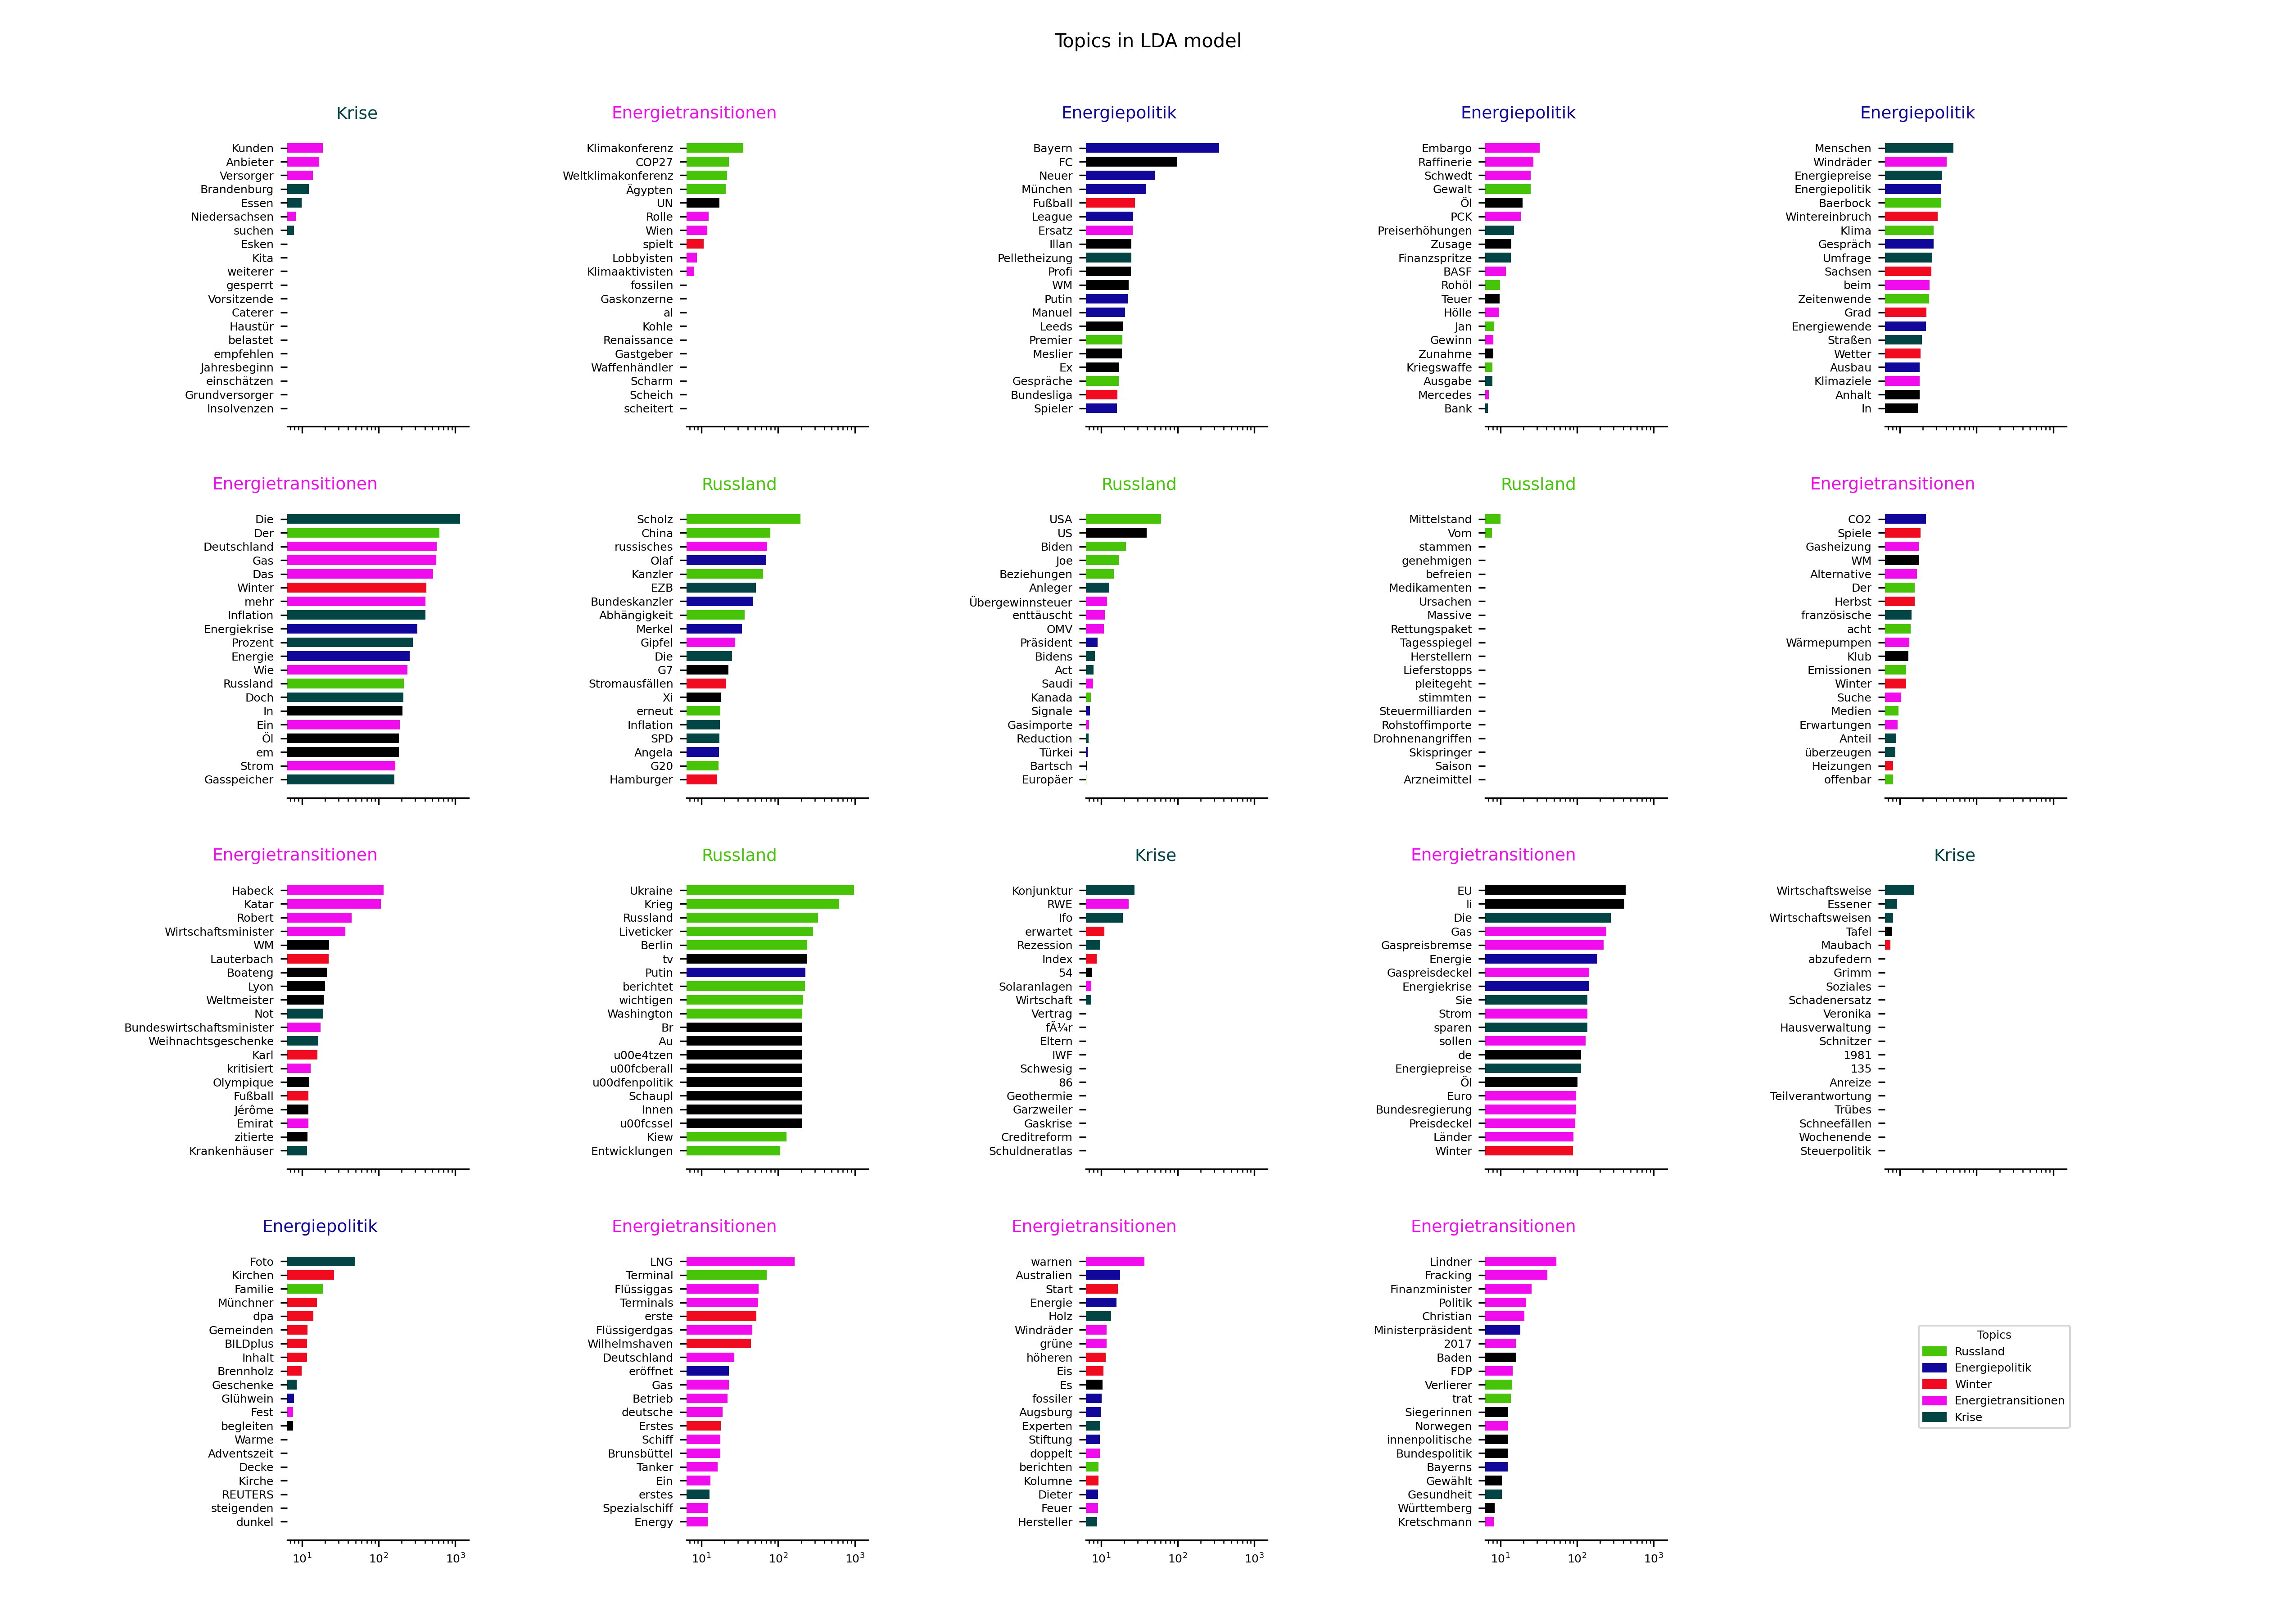 Topics in LDA model
Krise
Kunden
Anbieter
Versorger
Brandenburg
Essen
Niedersachsen
suchen
Esken
Kita
weiterer
gesperrt
Vorsitzende
Caterer
Haustür
belastet
empfehlen
Jahresbeginn
einschätzen
Grundversorger
Insolvenzen
Energietransitionen
Klimakonferenz
COP27
Weltklimakonferenz
Ägypten
UN
Rolle
Wien
spielt
Lobbyisten
Klimaaktivisten
fossilen
Gaskonzerne
al
Kohle
Renaissance
Gastgeber
Waffenhändler
Scharm
Scheich
scheitert
Energiepolitik
Bayern
FC
Neuer
München
Fußball
League
Ersatz
Illan
Pelletheizung
Profi
WM
Putin
Manuel
Leeds
Premier
Meslier
Ex
Gespräche
Bundesliga
Spieler
Energiepolitik
Embargo
Raffinerie
Schwedt
Gewalt
Öl
PCK
Preiserhöhungen
Zusage
Finanzspritze
BASF
Rohöl
Teuer
Hölle
Jan
Gewinn
Zunahme
Kriegswaffe
Ausgabe
Mercedes
Bank
Energiepolitik
Menschen
Windräder
Energiepreise
Energiepolitik
Baerbock
Wintereinbruch
Klima
Gespräch
Umfrage
Sachsen
beim
Zeitenwende
Grad
Energiewende
Straßen
Wetter
Ausbau
Klimaziele
Anhalt
In
Energietransitionen
Die
Der
Deutschland
Gas
Das
Winter
mehr
Inflation
Energiekrise
Prozent
Energie
Wie
Russland
Doch
In
Ein
Öl
em
Strom
Gasspeicher
Russland
Scholz
China
russisches
Olaf
Kanzler
EZB
Bundeskanzler
Abhängigkeit
Merkel
Gipfel
Die
G7
Stromausfällen
Xi
erneut
Inflation
SPD
Angela
G20
Hamburger
Russland
USA
US
Biden
Joe
Beziehungen
Anleger
Übergewinnsteuer
enttäuscht
OMV
Präsident
Bidens
Act
Saudi
Kanada
Signale
Gasimporte
Reduction
Türkei
Bartsch
Europäer
Russland
Mittelstand
Vom
stammen
genehmigen
befreien
Medikamenten
Ursachen
Massive
Rettungspaket
Tagesspiegel
Herstellern
Lieferstopps
pleitegeht
stimmten
Steuermilliarden
Rohstoffimporte
Drohnenangriffen
Skispringer
Saison
Arzneimittel
Energietransitionen
CO2
Spiele
Gasheizung
WM
Alternative
Der
Herbst
französische
acht
Wärmepumpen
Klub
Emissionen
Winter
Suche
Medien
Erwartungen
Anteil
überzeugen
Heizungen
offenbar
Energietransitionen
Habeck
Katar
Robert
Wirtschaftsminister
WM
Lauterbach
Boateng
Lyon
Weltmeister
Not
Bundeswirtschaftsminister
Weihnachtsgeschenke
Karl
kritisiert
Olympique
Fußball
Jérôme
Emirat
zitierte
Krankenhäuser
Russland
Ukraine
Krieg
Russland
Liveticker
Berlin
tv
Putin
berichtet
wichtigen
Washington
Br
Au
u00e4tzen
u00fcberall
u00dfenpolitik
Schaupl
Innen
u00fcssel
Kiew
Entwicklungen
Krise
Konjunktur
RWE
Ifo
erwartet
Rezession
Index
54
Solaranlagen
Wirtschaft
Vertrag
fÃ¼r
Eltern
IWF
Schwesig
86
Geothermie
Garzweiler
Gaskrise
Creditreform
Schuldneratlas
Energietransitionen
EU
li
Die
Gas
Gaspreisbremse
Energie
Gaspreisdeckel
Energiekrise
Sie
Strom
sparen
sollen
de
Energiepreise
Öl
Euro
Bundesregierung
Preisdeckel
Länder
Winter
Krise
Wirtschaftsweise
Essener
Wirtschaftsweisen
Tafel
Maubach
abzufedern
Grimm
Soziales
Schadenersatz
Veronika
Hausverwaltung
Schnitzer
1981
135
Anreize
Teilverantwortung
Trübes
Schneefällen
Wochenende
Steuerpolitik
Energiepolitik
Foto
Kirchen
Familie
Münchner
dpa
Gemeinden
BILDplus
Inhalt
Brennholz
Geschenke
Glühwein
Fest
begleiten
Warme
Adventszeit
Decke
Kirche
REUTERS
steigenden
dunkel
10¹ 10² 10³
Energietransitionen
LNG
Terminal
Flüssiggas
Terminals
erste
Flüssigerdgas
Wilhelmshaven
Deutschland
eröffnet
Gas
Betrieb
deutsche
Erstes
Schiff
Brunsbüttel
Tanker
Ein
erstes
Spezialschiff
Energy
10¹ 10² 10³
Energietransitionen
warnen
Australien
Start
Energie
Holz
Windräder
grüne
höheren
Eis
Es
fossiler
Augsburg
Experten
Stiftung
doppelt
berichten
Kolumne
Dieter
Feuer
Hersteller
10¹ 10² 10³
Energietransitionen
Lindner
Fracking
Finanzminister
Politik
Christian
Ministerpräsident
2017
Baden
FDP
Verlierer
trat
Siegerinnen
Norwegen
innenpolitische
Bundespolitik
Bayerns
Gewählt
Gesundheit
Württemberg
Kretschmann
10¹ 10² 10³
Topics
Russland
Energiepolitik
Winter
Energietransitionen
Krise